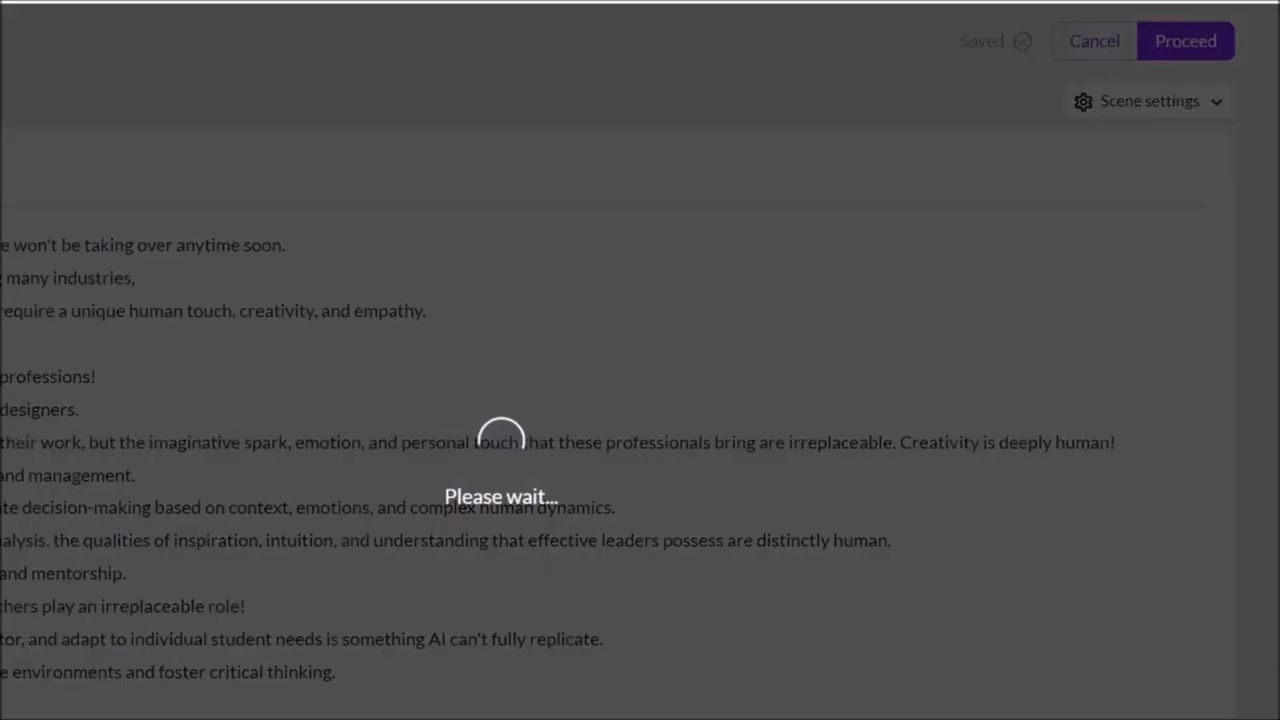 Saved
Cancel
Proceed
Scene settings
e won't be taking over anytime soon.
many industries,
require a unique human touch, creativity, and empathy.
professions!
designers.
their work, but the imaginative spark, emotion, and personal touch that these professionals bring are irreplaceable. Creativity is deeply human!
and management.
te decision-making based on context, emotions, and complex human dynamics.
Please wait...
alysis, the qualities of inspiration, intuition, and understanding that effective leaders possess are distinctly human.
and mentorship.
chers play an irreplaceable role!
tor, and adapt to individual student needs is something AI can't fully replicate.
e environments and foster critical thinking.